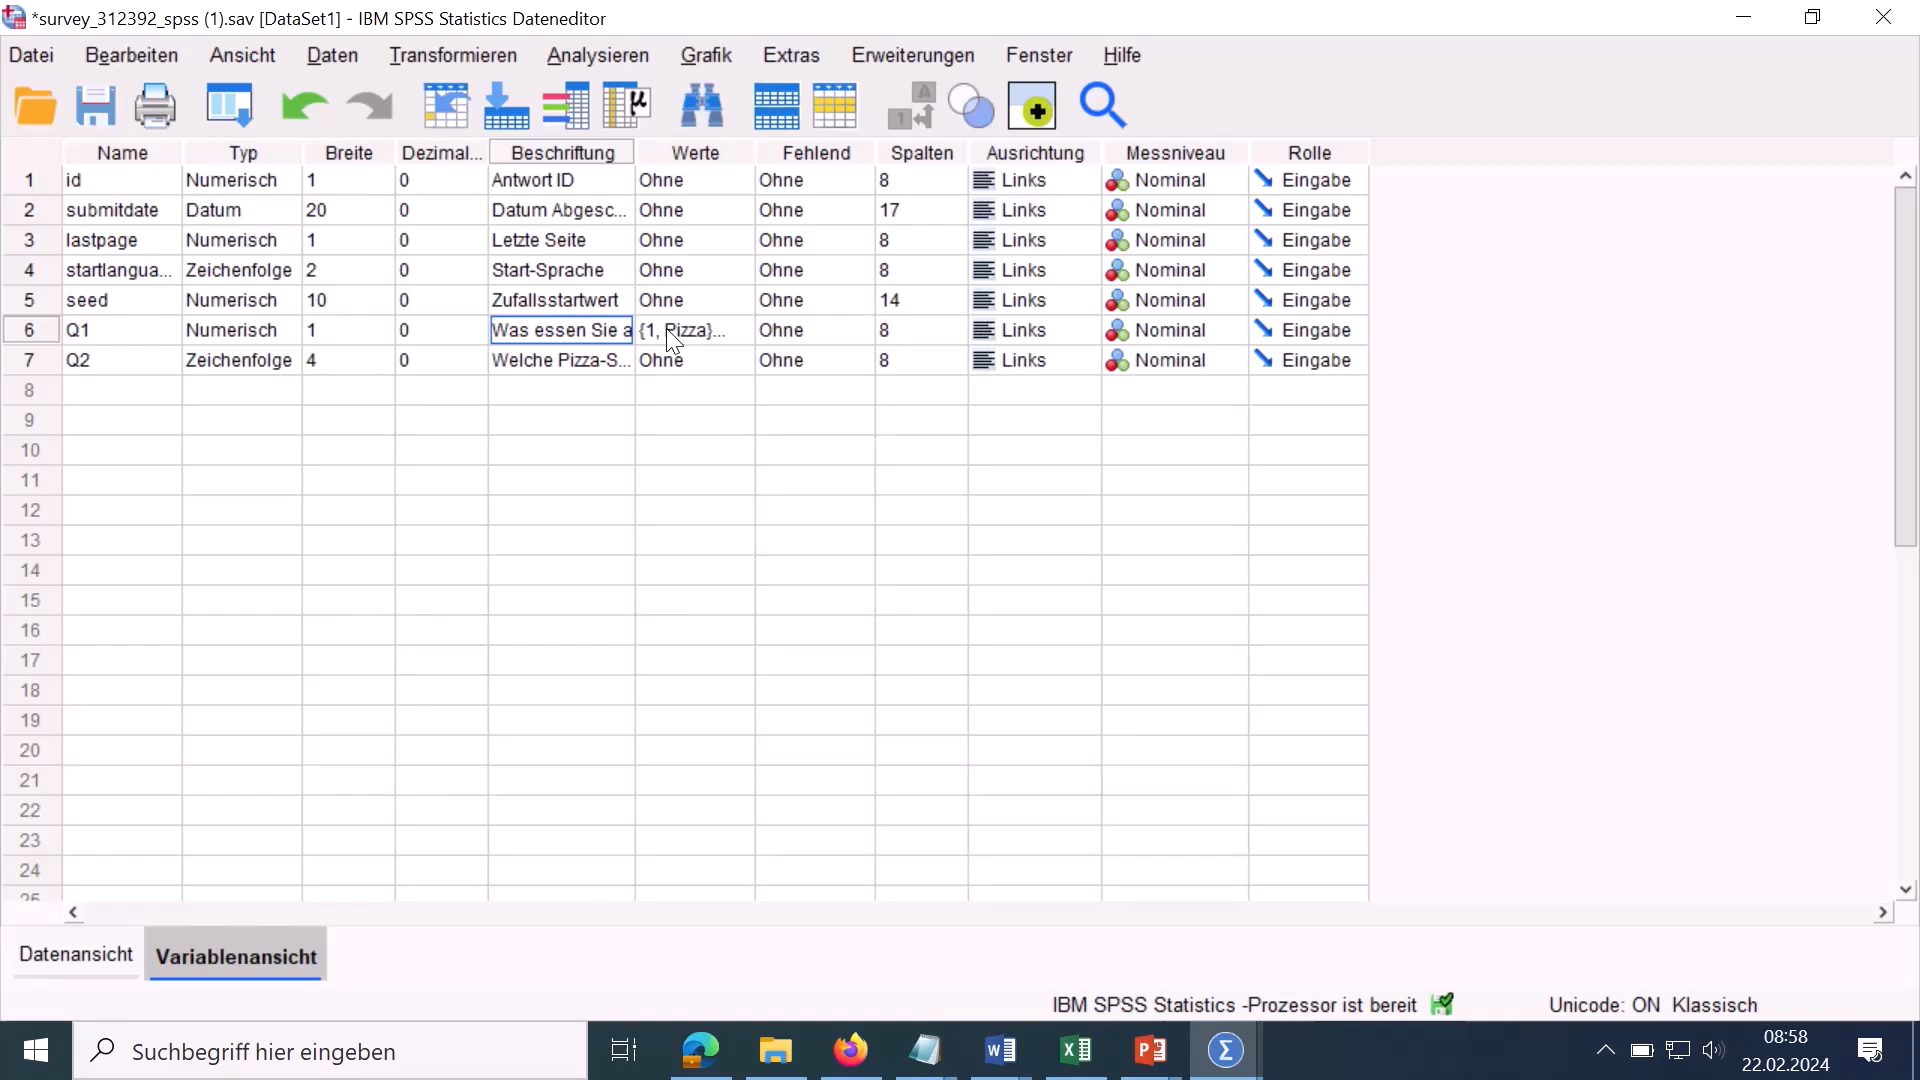 *survey_312392_spss (1).sav [DataSet1] - IBM SPSS Statistics Dateneditor
Datei Bearbeiten Ansicht Daten Transformieren Analysieren Grafik Extras Erweiterungen Fenster Hilfe
Name Typ Breite Dezimal... Beschriftung Werte Fehlend Spalten Ausrichtung Messniveau Rolle
1 id Numerisch 1 0 Antwort ID Ohne Ohne 8 Links Nominal Eingabe
2 submitdate Datum 20 0 Datum Abgesc... Ohne Ohne 17 Links Nominal Eingabe
3 lastpage Numerisch 1 0 Letzte Seite Ohne Ohne 8 Links Nominal Eingabe
4 startlangua... Zeichenfolge 2 0 Start-Sprache Ohne Ohne 8 Links Nominal Eingabe
5 seed Numerisch 10 0 Zufallsstartwert Ohne Ohne 14 Links Nominal Eingabe
6 Q1 Numerisch 1 0 Was essen Sie a {1, Pizza}... Ohne 8 Links Nominal Eingabe
7 Q2 Zeichenfolge 4 0 Welche Pizza-S... Ohne Ohne 8 Links Nominal Eingabe
8
9
10
11
12
13
14
15
16
17
18
19
20
21
22
23
24
25
Datenansicht Variablenansicht
IBM SPSS Statistics -Prozessor ist bereit Unicode: ON Klassisch
Suchbegriff hier eingeben
08:58
22.02.2024